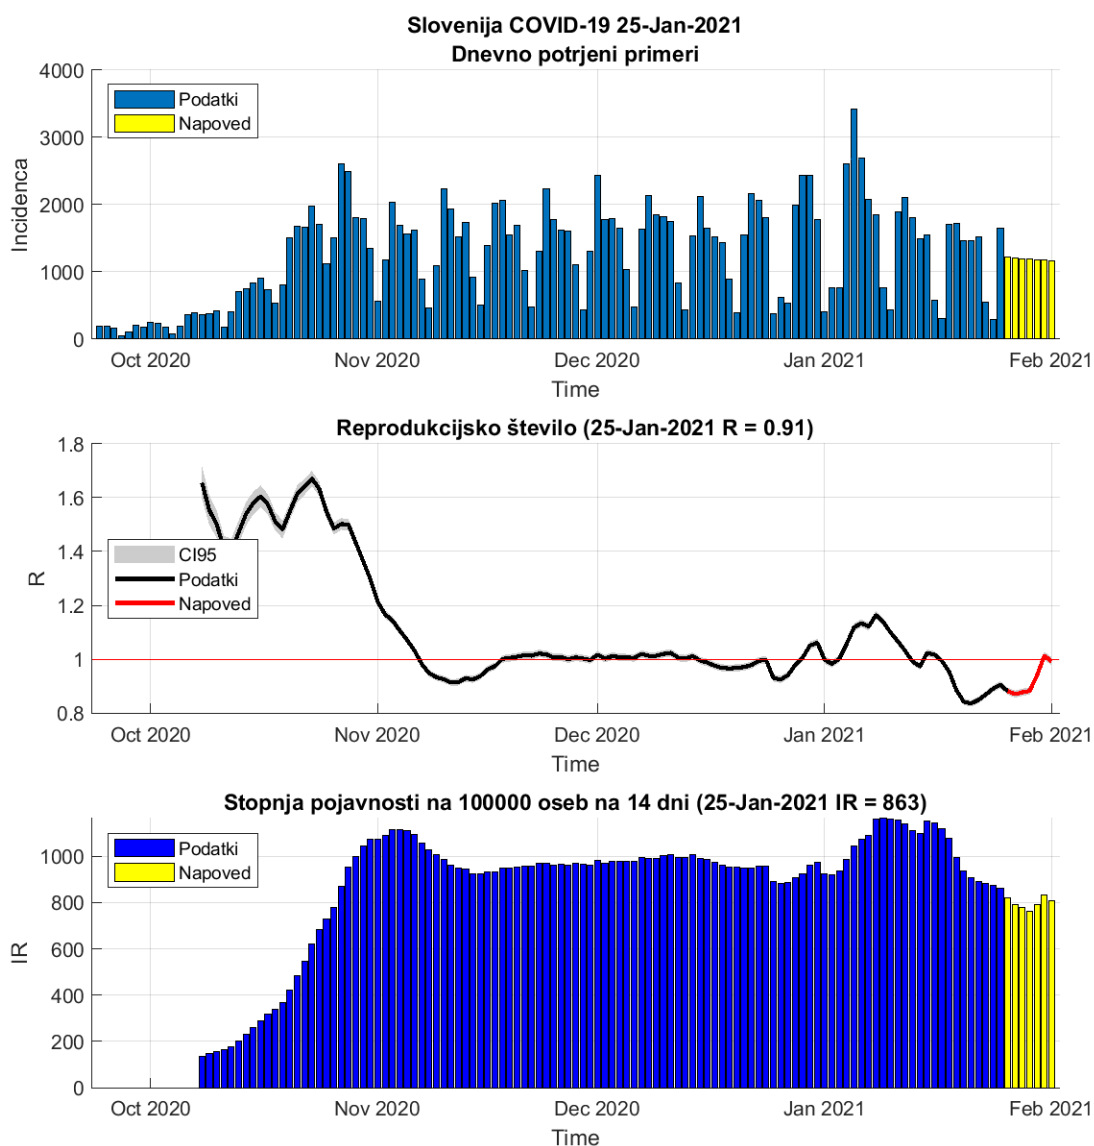 Slovenija COVID-19 25-Jan-2021
Dnevno potrjeni primeri
4000
3000
2000
1000
0
Incidenca
Podatki
Napoved
Oct 2020
Nov 2020
Dec 2020
Jan 2021
Feb 2021
Time
Reprodukcijsko število (25-Jan-2021 R = 0.91)
1.8
1.6
1.4
1.2
1
0.8
R
CI95
Podatki
Napoved
Oct 2020
Nov 2020
Dec 2020
Jan 2021
Feb 2021
Time
Stopnja pojavnosti na 100000 oseb na 14 dni (25-Jan-2021 IR = 863)
1000
800
600
400
200
0
IR
Podatki
Napoved
Oct 2020
Nov 2020
Dec 2020
Jan 2021
Feb 2021
Time